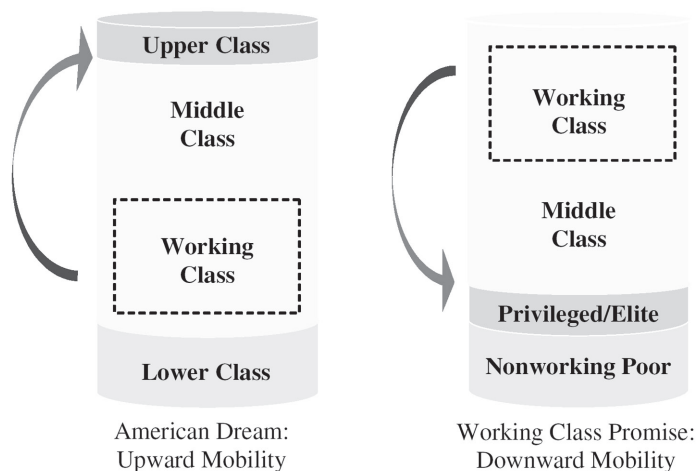 Upper Class
Middle
Class
Working
Class
Lower Class
American Dream:
Upward Mobility
Working
Class
Middle
Class
Privileged/Elite
Nonworking Poor
Working Class Promise:
Downward Mobility